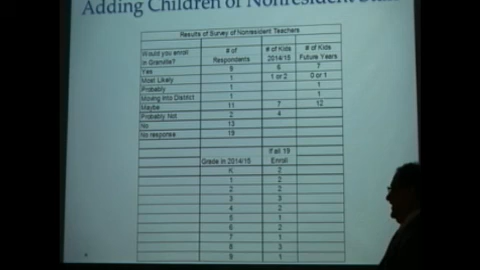 Adding Children of Nonresident Staff
Results of Survey of Nonresident Teachers
Would you enroll in Granville? # of Respondents # of Kids 2014/15 # of Kids Future Years
Yes 9 6 7
Most Likely 1 1 or 2 0 or 1
Probably 1 1
Moving Into District 1 1
Maybe 11 7 12
Probably Not 2 4
No 13
No response 19
Grade in 2014/15 If all 19 Enroll
K 2
1 2
2 2
3 3
4 2
5 1
6 2
7 1
8 3
9 1